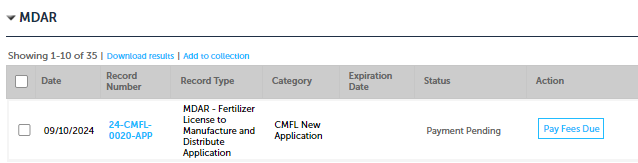 MDAR
Showing 1-10 of 35 | Download results | Add to collection
Date
Record
Number
Record Type
Category
Expiration
Date
Status
Action
09/10/2024
24-CMFL-
0020-APP
MDAR - Fertilizer
License to
Manufacture and
Distribute
Application
CMFL New
Application
Payment Pending
Pay Fees Due